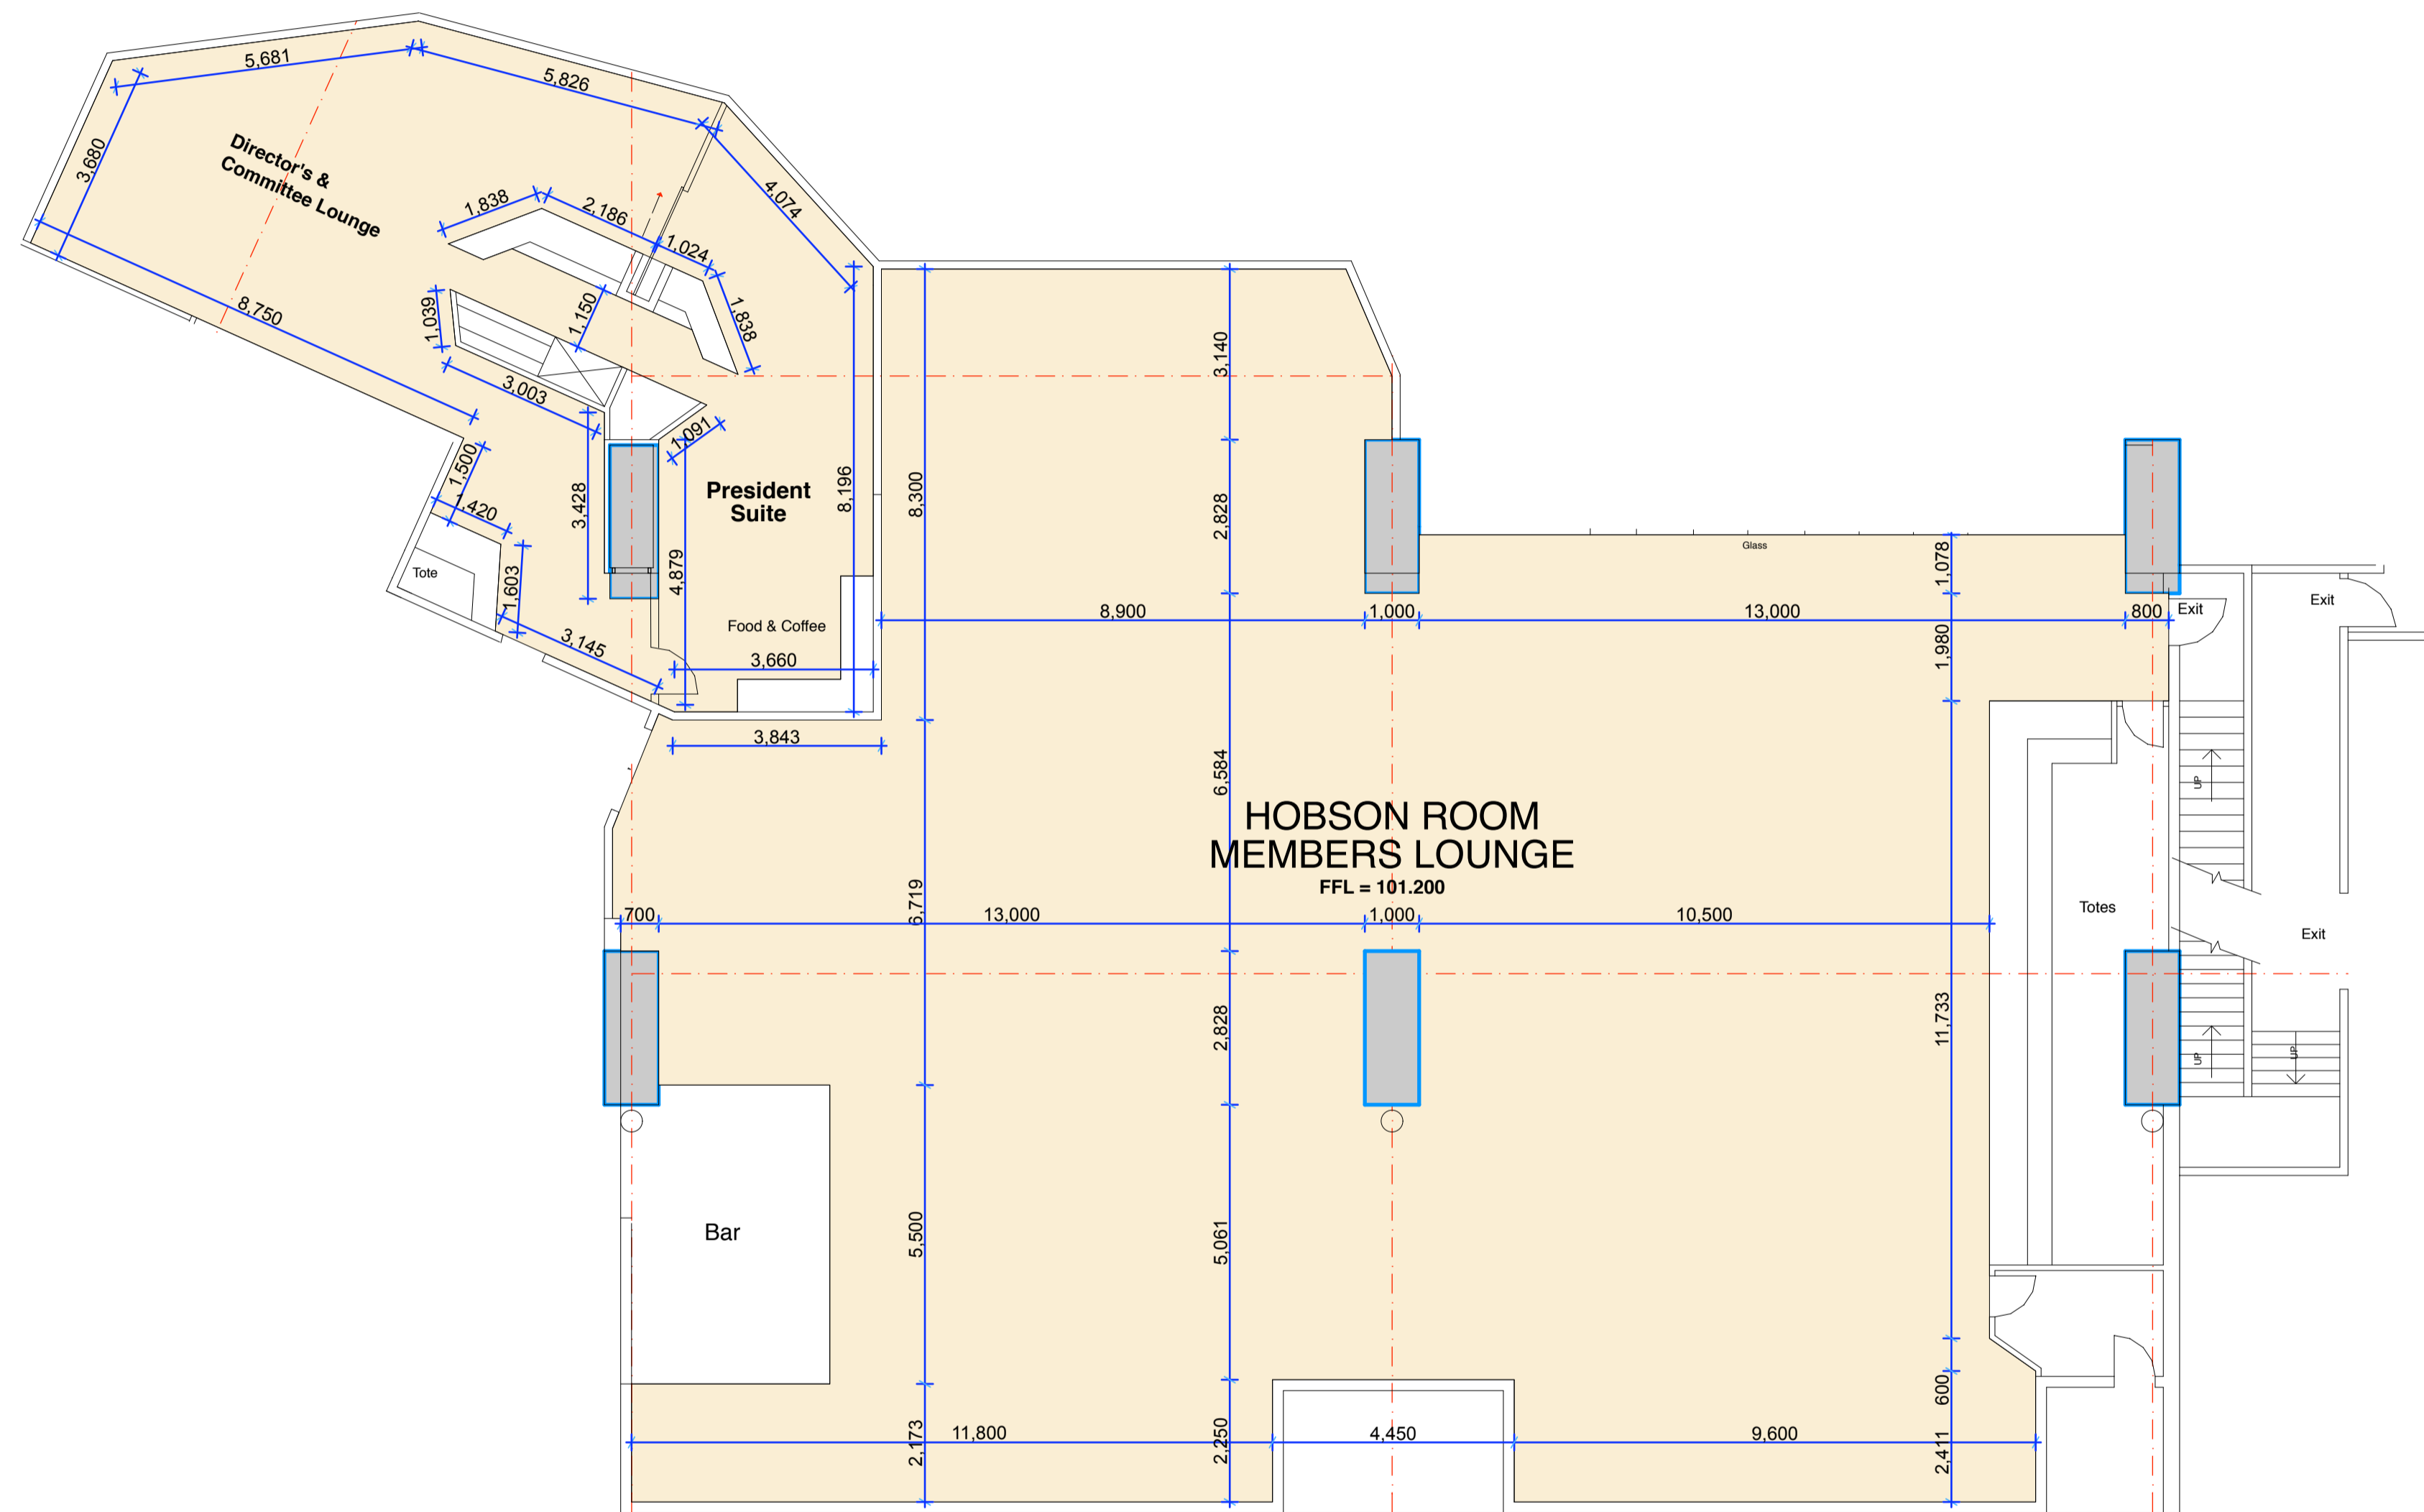 5,681
5,826
3,680
Director's &
Committee Lounge
4,074
1,838
2,186
1,024
1,838
8,750
1,039
1,150
3,003
1,091
1,500
1,420
3,428
1,603
Tote
3,145
President
Suite
4,879
8,196
Food & Coffee
3,660
3,843
8,300
3,140
2,828
Glass
1,078
8,900
1,000
13,000
800
Exit
Exit
1,980
6,584
UP
HOBSON ROOM
MEMBERS LOUNGE
FFL = 101.200
6,719
700
13,000
1,000
10,500
Totes
Exit
2,828
11,733
UP
UP
Bar
5,500
5,061
600
11,800
4,450
9,600
2,173
2,250
2,411